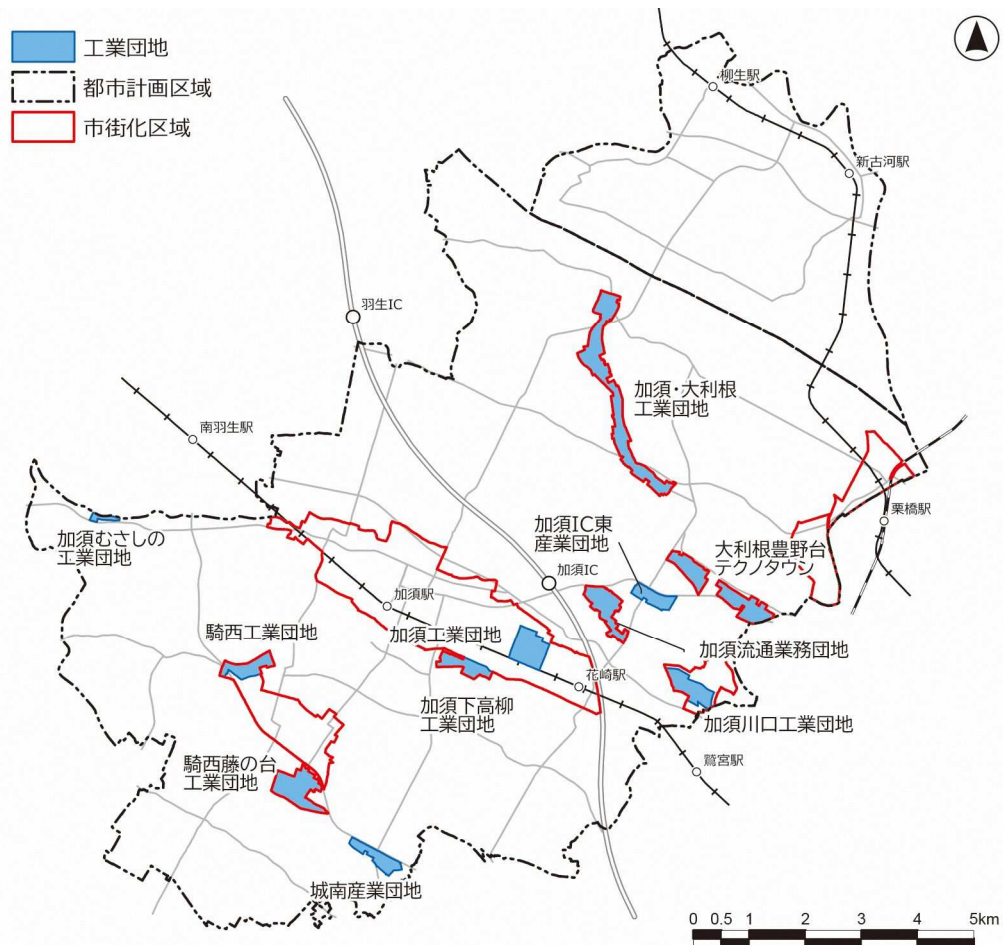 工業団地
都市計画区域
市街化区域
柳生駅
新古河駅
羽生IC
加須・大利根
工業団地
南羽生駅
栗橋駅
加須むさしの
工業団地
加須IC東
産業団地
加須IC
大利根豊野台
テクノタウン
加須駅
騎西工業団地
加須工業団地
加須流通業務団地
花崎駅
加須下高柳
工業団地
加須川口工業団地
騎西藤の台
工業団地
鷲宮駅
城南産業団地
0 0.5 1 2 3 4 5km